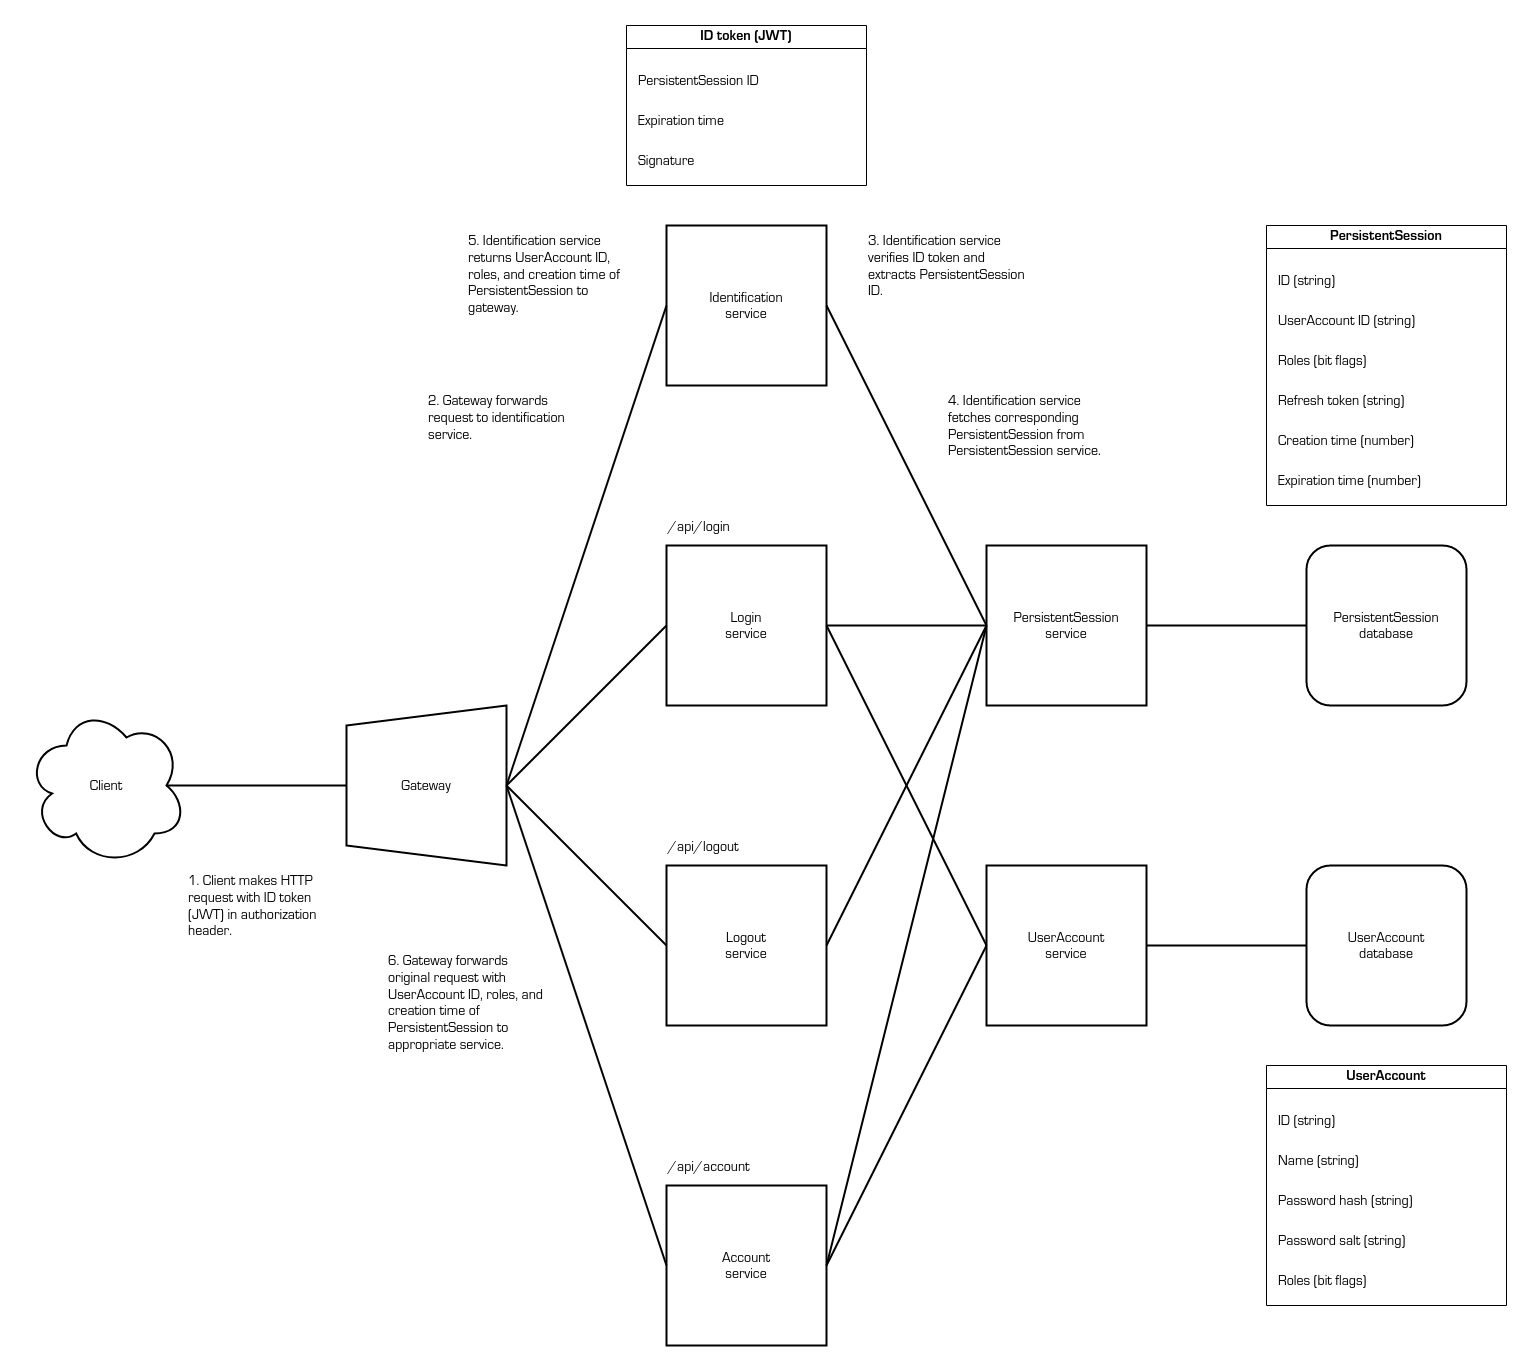 ID token (JWT)
PersistentSession ID
Expiration time
Signature
5. Identification service
returns UserAccount ID,
roles, and creation time of
PersistentSession to
gateway.
Identification
service
3. Identification service
verifies ID token and
extracts PersistentSession
ID.
PersistentSession
ID (string)
UserAccount ID (string)
Roles (bit flags)
Refresh token (string)
Creation time (number)
Expiration time (number)
2. Gateway forwards
request to identification
service.
4. Identification service
fetches corresponding
PersistentSession from
PersistentSession service.
/api/login
Login
service
PersistentSession
service
PersistentSession
database
Client
Gateway
1. Client makes HTTP
request with ID token
(JWT) in authorization
header.
/api/logout
Logout
service
UserAccount
service
UserAccount
database
6. Gateway forwards
original request with
UserAccount ID, roles, and
creation time of
PersistentSession to
appropriate service.
UserAccount
ID (string)
Name (string)
Password hash (string)
Password salt (string)
Roles (bit flags)
/api/account
Account
service